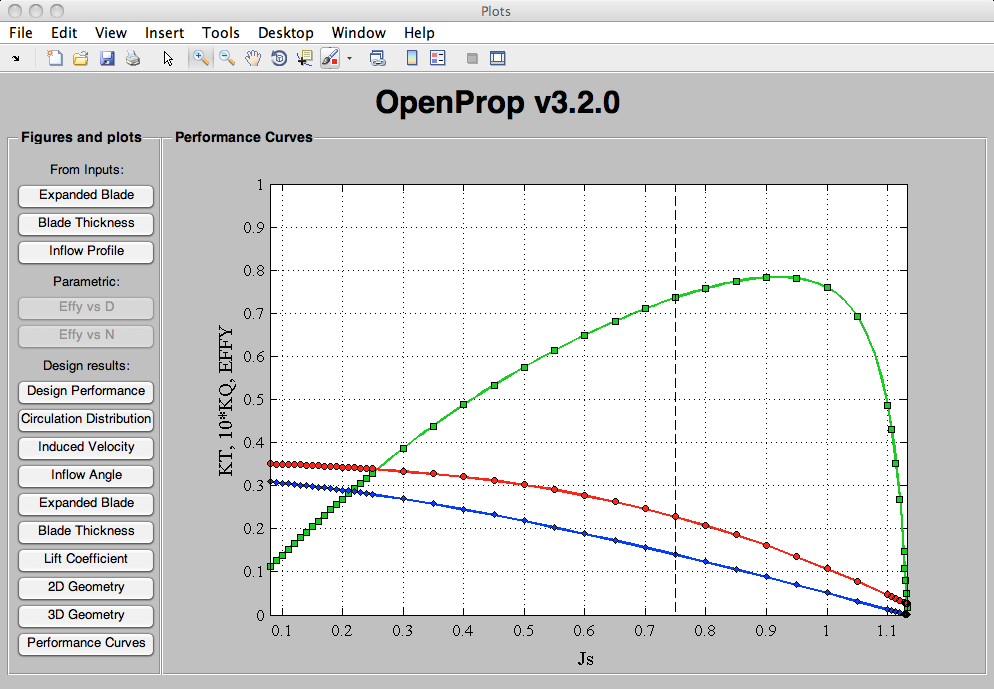 Plots
File Edit View Insert Tools Desktop Window Help
OpenProp v3.2.0
Figures and plots
From Inputs:
Expanded Blade
Blade Thickness
Inflow Profile
Parametric:
Effy vs D
Effy vs N
Design results:
Design Performance
Circulation Distribution
Induced Velocity
Inflow Angle
Expanded Blade
Blade Thickness
Lift Coefficient
2D Geometry
3D Geometry
Performance Curves
Performance Curves
KT, 10*KQ, EFFY
1
0.9
0.8
0.7
0.6
0.5
0.4
0.3
0.2
0.1
0
0.1 0.2 0.3 0.4 0.5 0.6 0.7 0.8 0.9 1 1.1
Js